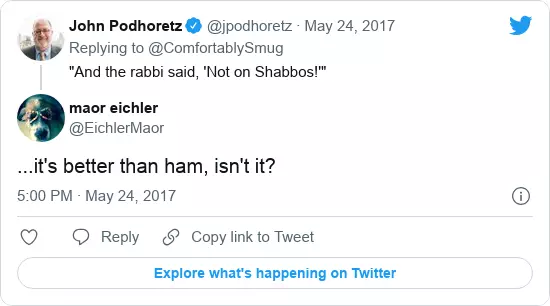 John Podhoretz @jpodhoretz · May 24, 2017
Replying to @ComfortablySmug
"And the rabbi said, 'Not on Shabbos!'"
maor eichler
@EichlerMaor
...it's better than ham, isn't it?
5:00 PM · May 24, 2017
Reply Copy link to Tweet
Explore what's happening on Twitter